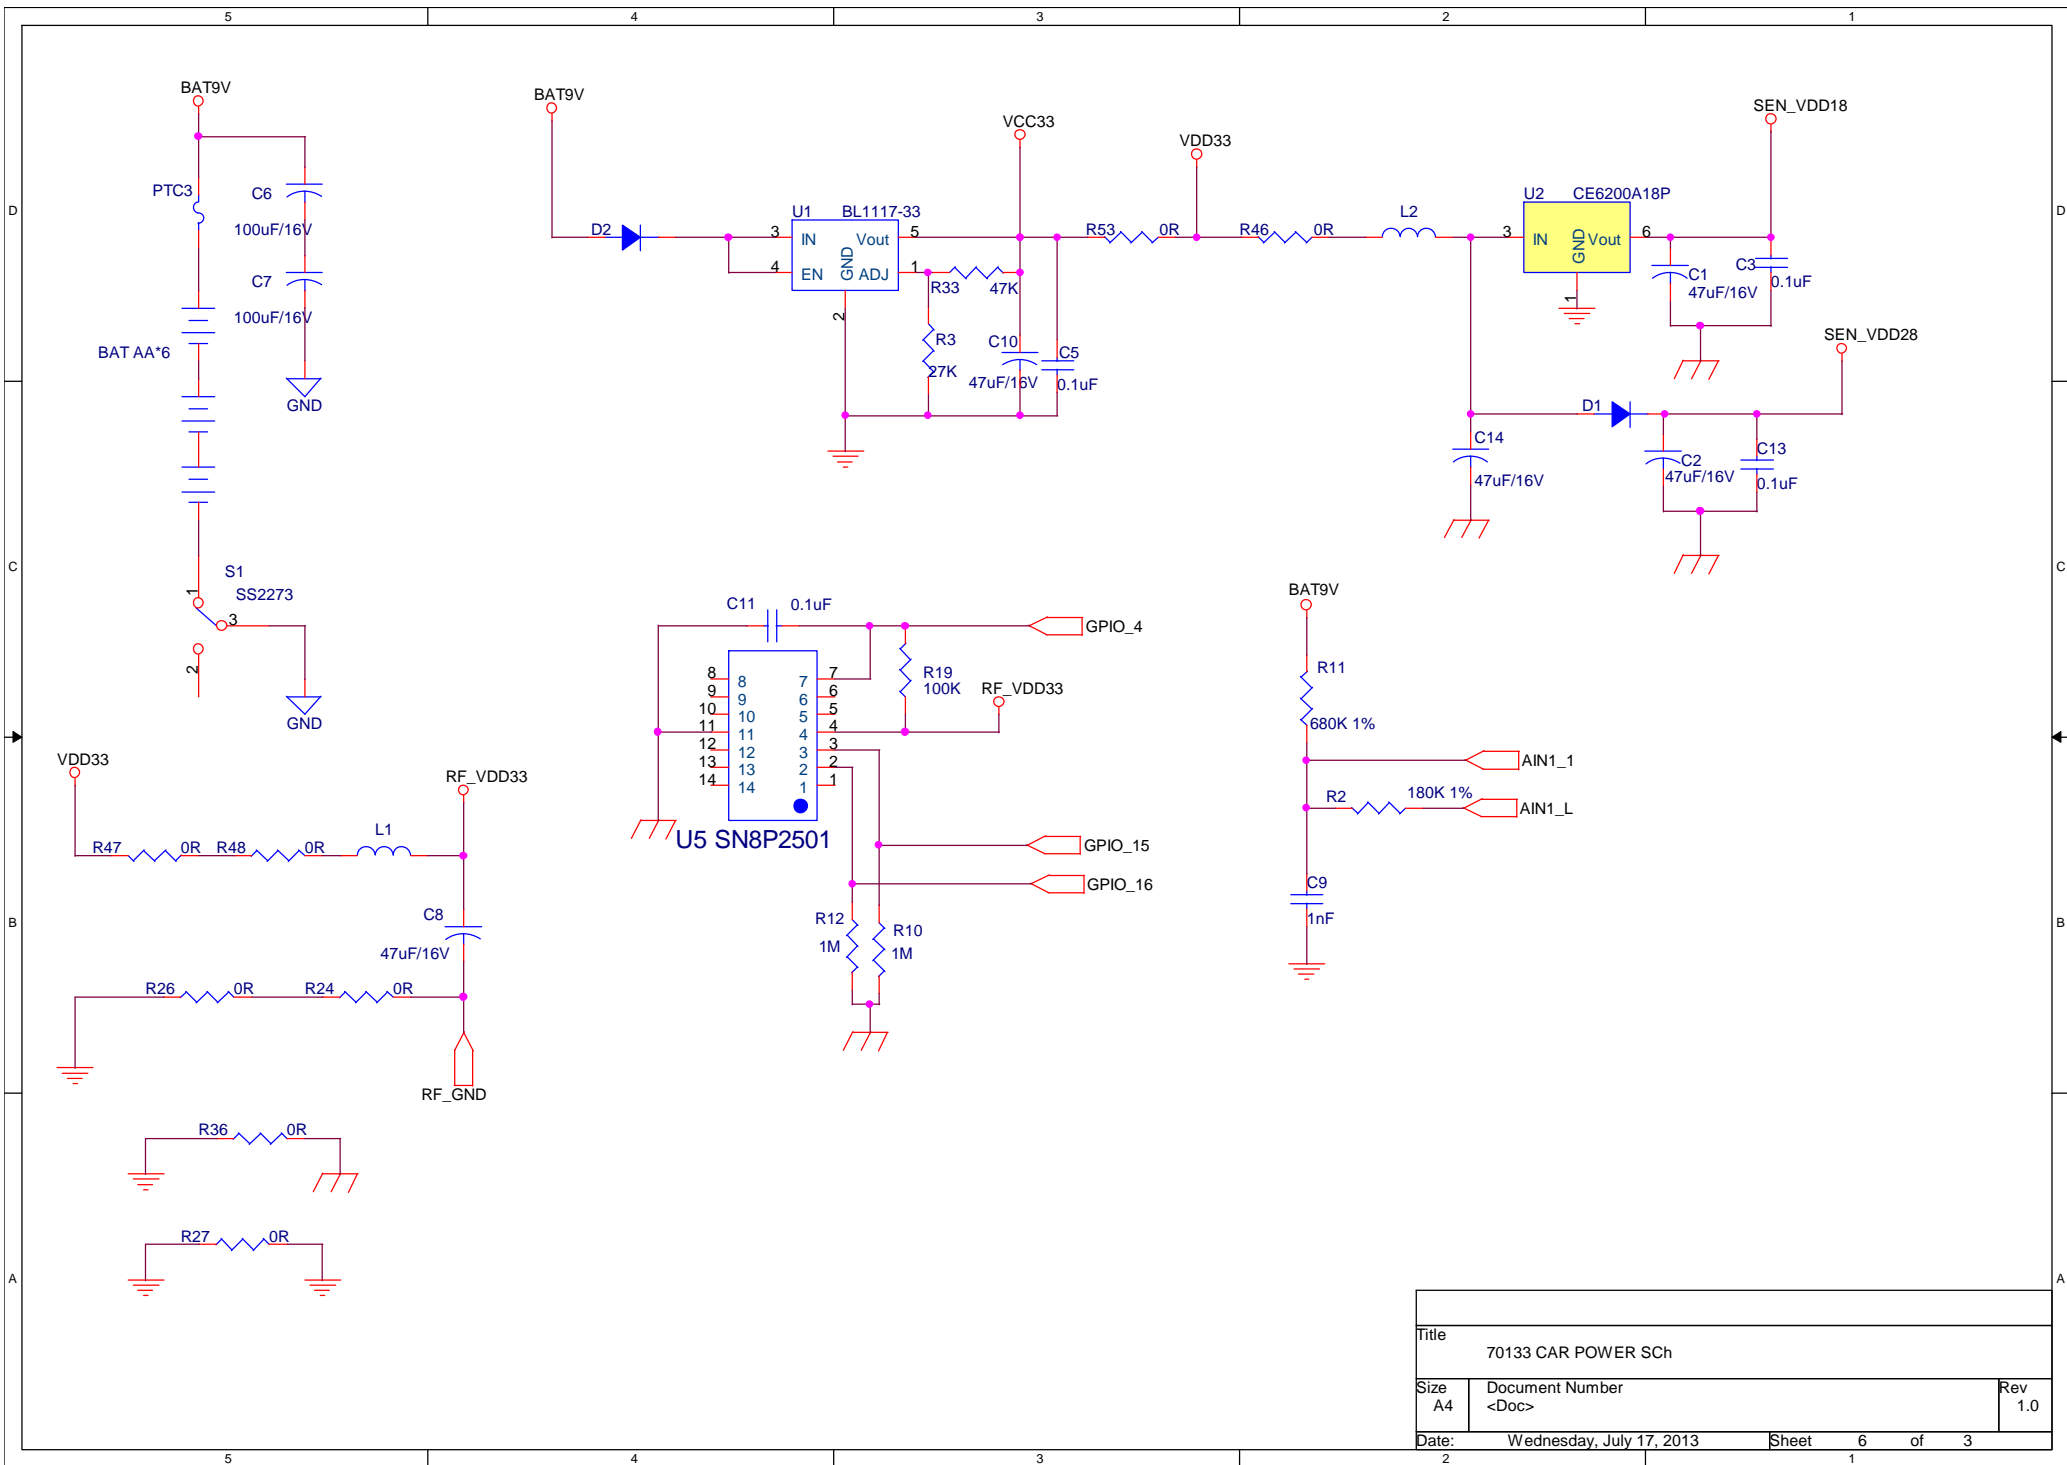 5 4 3 2 1
D
D
C
C
B
B
A
A
BAT9V
PTC3
C6
100uF/16V
C7
100uF/16V
BAT AA*6
GND
S1
SS2273
1
3
2
GND
BAT9V
D2
U1 BL1117-33
3 IN Vout 5
4 EN GND ADJ 1
2
VCC33
R33
47K
R3
27K
C10
47uF/16V
C5
0.1uF
R53 0R
VDD33
R46 0R
L2
U2 CE6200A18P
3 IN GND Vout 6
1
SEN_VDD18
C1
47uF/16V
C3
0.1uF
SEN_VDD28
D1
C14
47uF/16V
C2
47uF/16V
C13
0.1uF
C11 0.1uF
GPIO_4
R19
100K
RF_VDD33
8 8 7 7
9 9 6 6
10 10 5 5
11 11 4 4
12 12 3 3
13 13 2 2
14 14 1 1
U5 SN8P2501
GPIO_15
GPIO_16
R12
1M
R10
1M
BAT9V
R11
680K 1%
AIN1_1
R2 180K 1%
AIN1_L
C9
1nF
VDD33
R47 0R R48 0R
L1
RF_VDD33
C8
47uF/16V
R26 0R R24 0R
RF_GND
R36 0R
R27 0R
Title
70133 CAR POWER SCh
Size
A4
Document Number
<Doc>
Rev
1.0
Date: Wednesday, July 17, 2013 Sheet 6 of 3
5 4 3 2 1